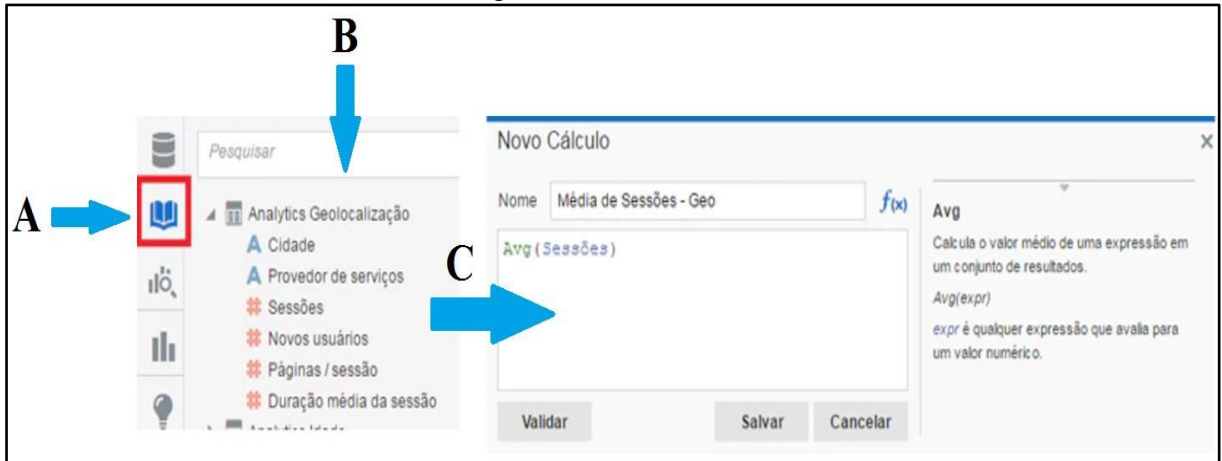 B
A
C
Pesquisar
Analytics Geolocalização
A Cidade
A Provedor de serviços
# Sessões
# Novos usuários
# Páginas / sessão
# Duração média da sessão
Novo Cálculo
×
Nome
Média de Sessões - Geo
f(x)
Avg(Sessões)
Validar
Salvar
Cancelar
Avg
Calcula o valor médio de uma expressão em
um conjunto de resultados.
Avg(expr)
expr é qualquer expressão que avalia para
um valor numérico.